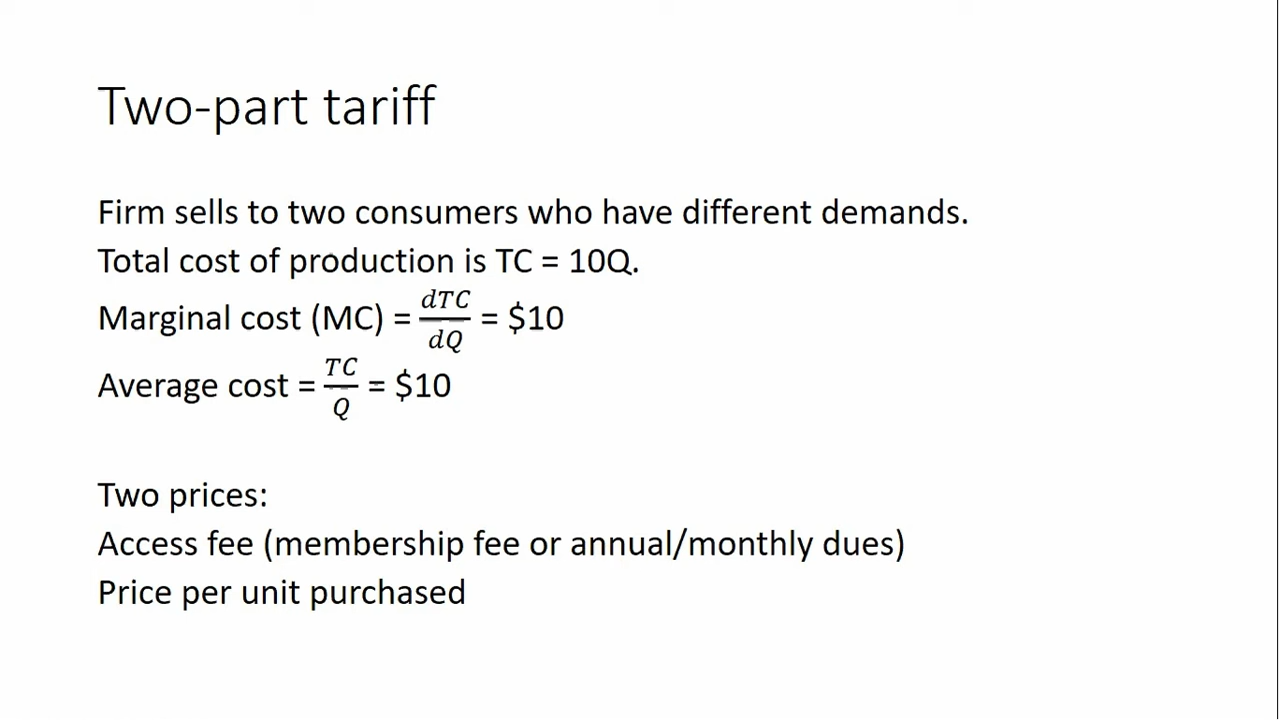 Two-part tariff
Firm sells to two consumers who have different demands.
Total cost of production is TC = 10Q.
Marginal cost (MC) = dTC/dQ = $10
Average cost = TC/Q = $10
Two prices:
Access fee (membership fee or annual/monthly dues)
Price per unit purchased